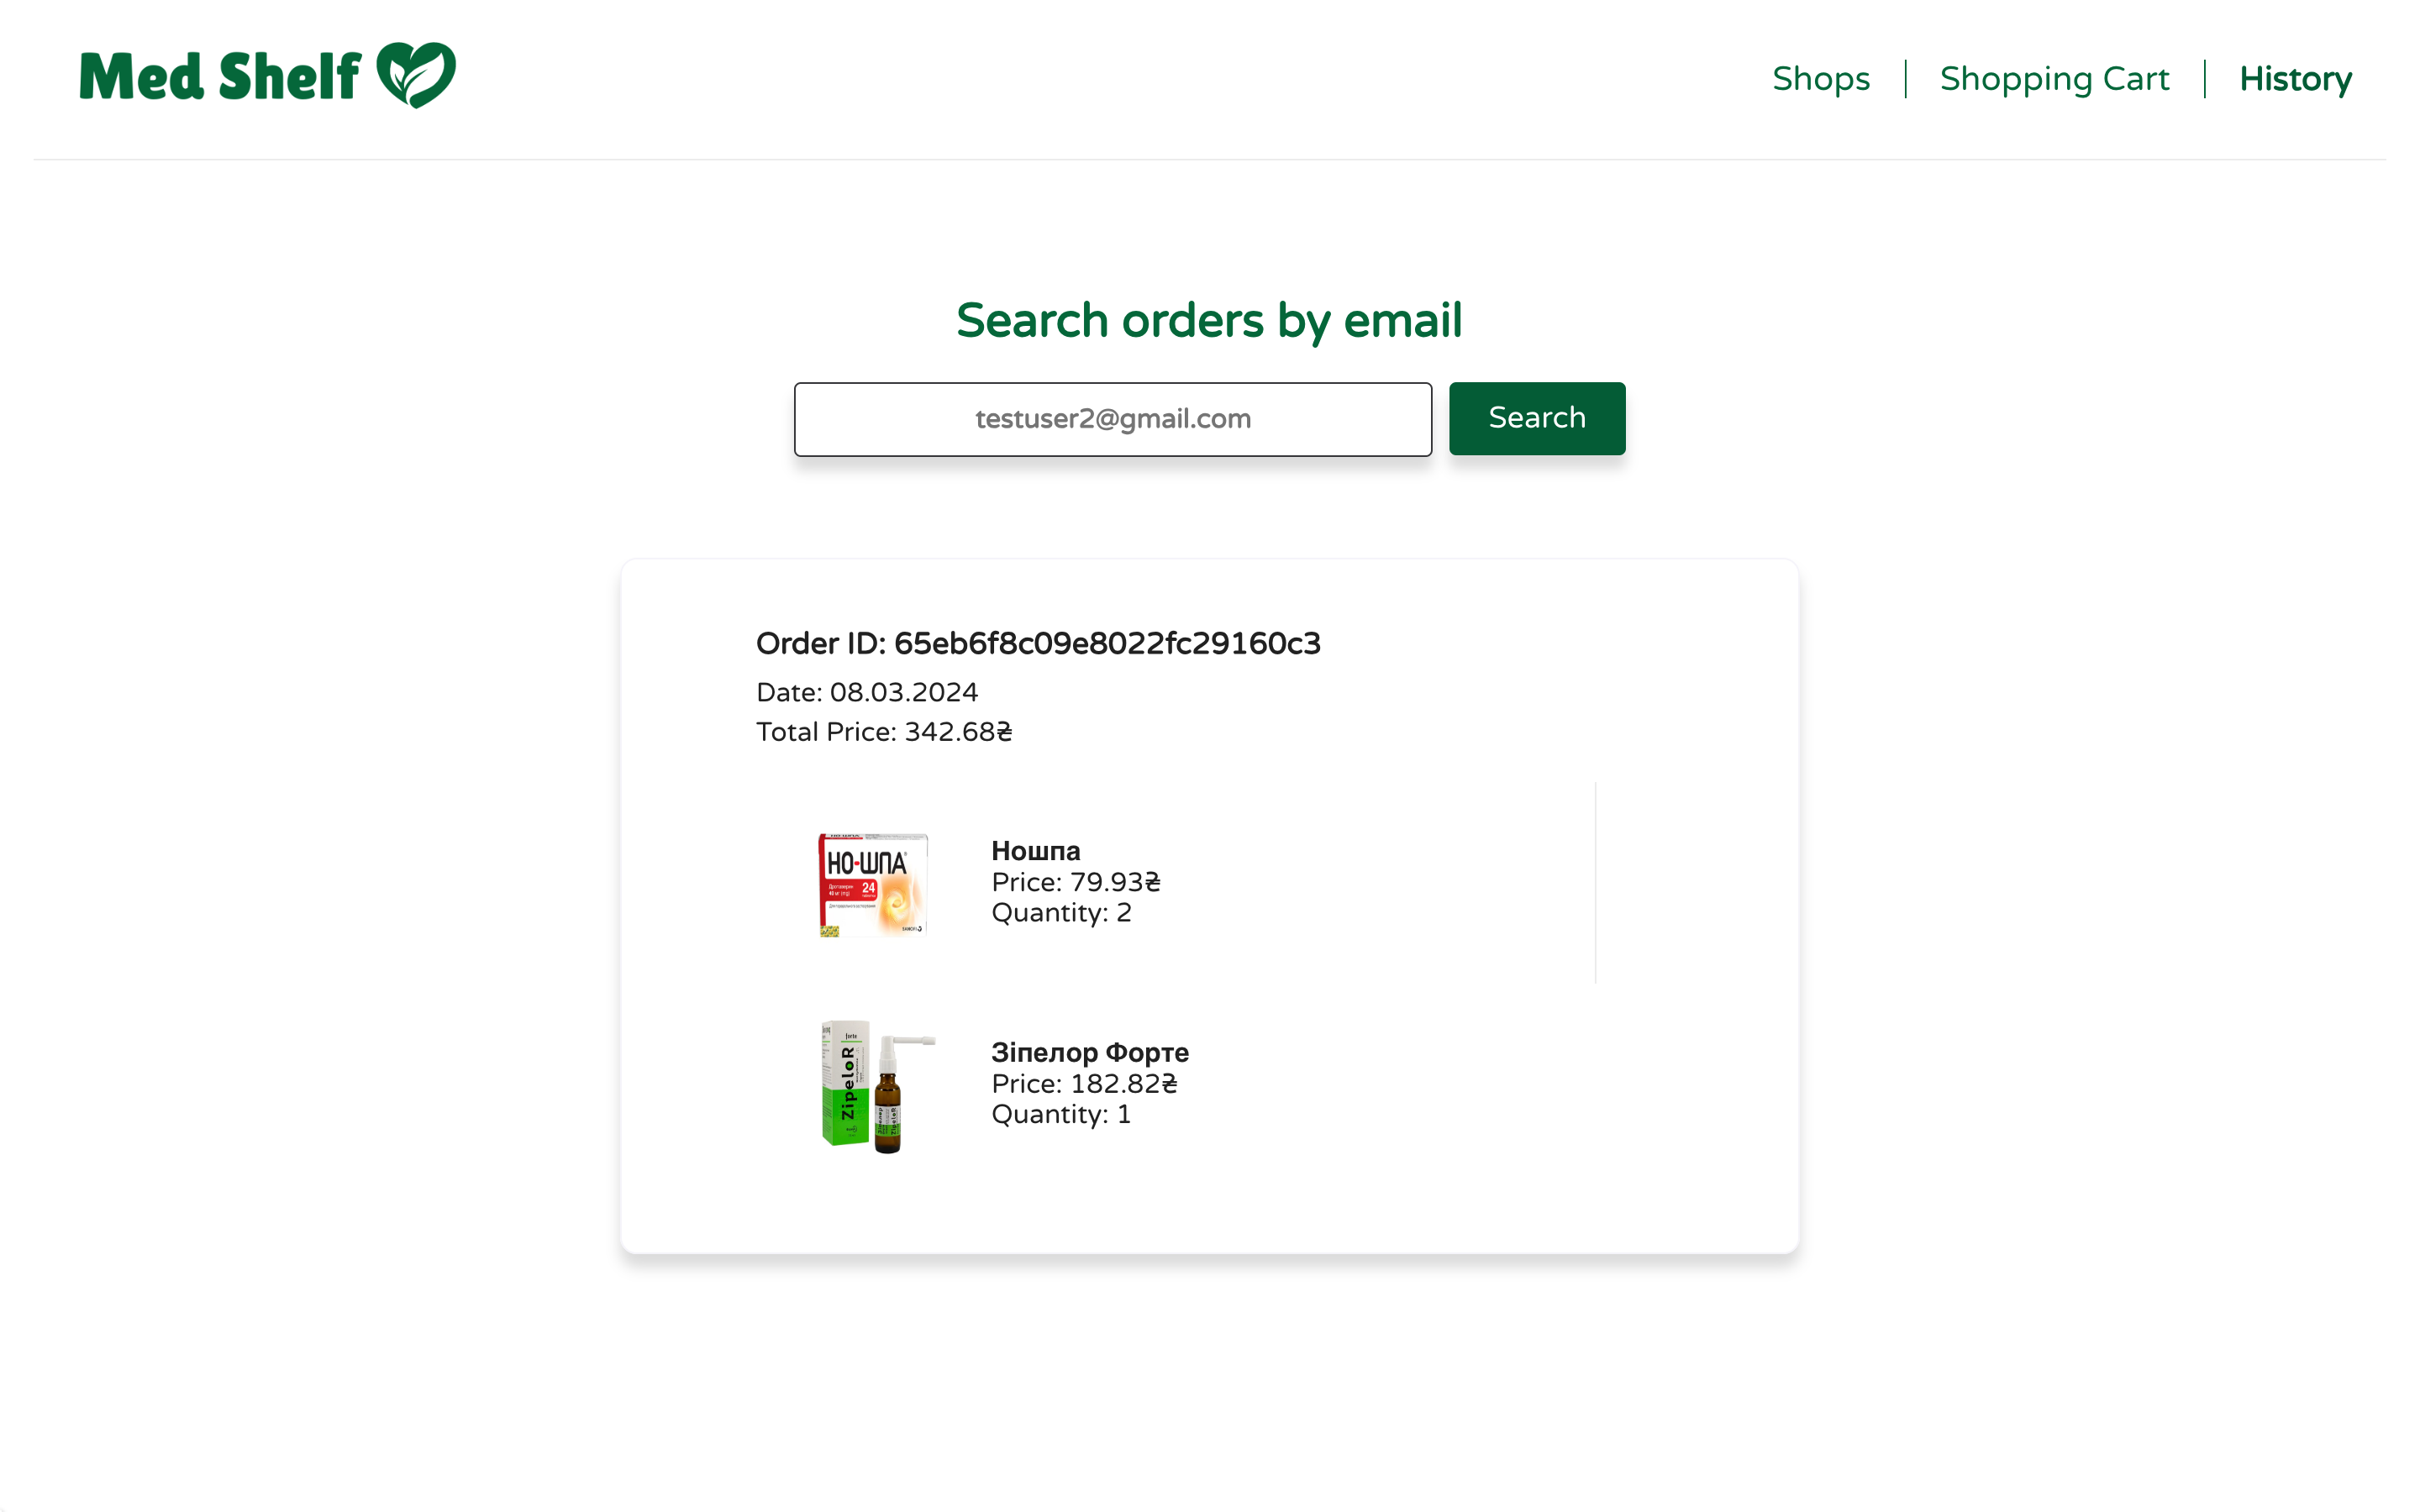 Med Shelf
Shops
Shopping Cart
History
Search orders by email
testuser2@gmail.com
Search
Order ID: 65eb6f8c09e8022fc29160c3
Date: 08.03.2024
Total Price: 342.68₴
НО-ШПА®
24
SANOFI
Ношпа
Price: 79.93₴
Quantity: 2
forte
ZipeloR
Зіпелор Форте
Price: 182.82₴
Quantity: 1